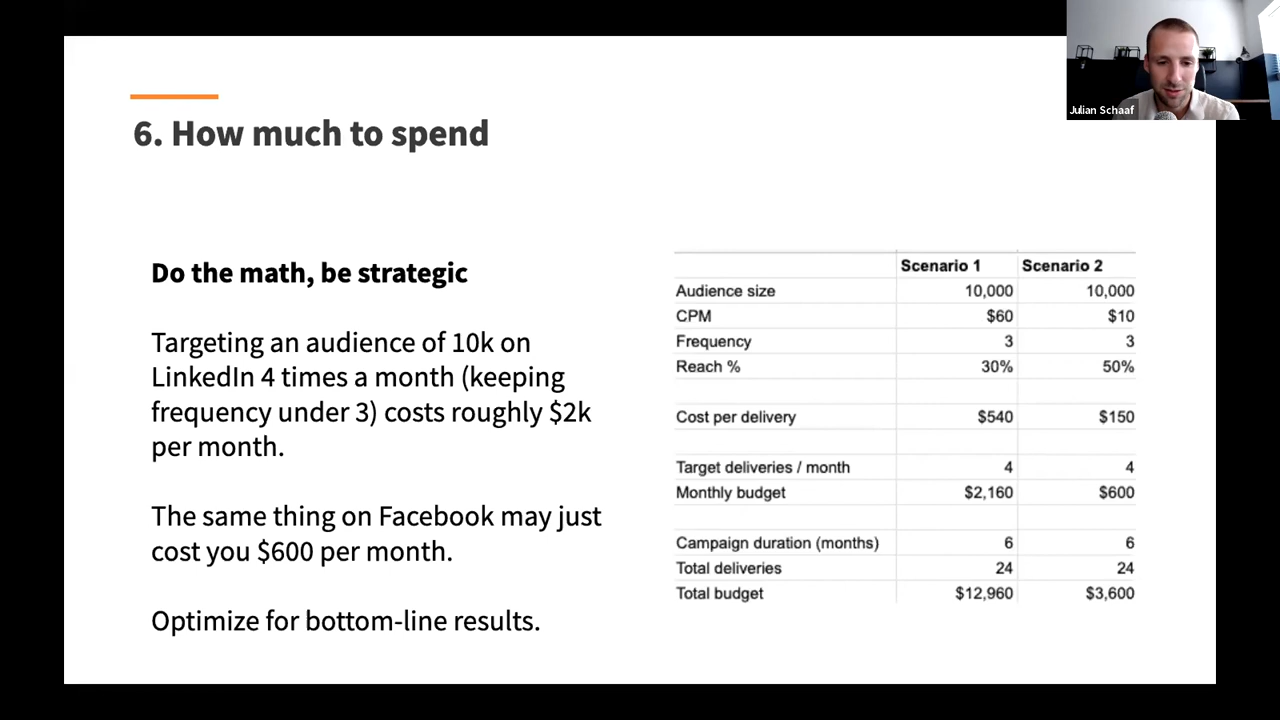 Julian Schaaf
6. How much to spend
Do the math, be strategic
Targeting an audience of 10k on
LinkedIn 4 times a month (keeping
frequency under 3) costs roughly $2k
per month.
The same thing on Facebook may just
cost you $600 per month.
Optimize for bottom-line results.
Scenario 1 Scenario 2
Audience size 10,000 10,000
CPM $60 $10
Frequency 3 3
Reach % 30% 50%
Cost per delivery $540 $150
Target deliveries / month 4 4
Monthly budget $2,160 $600
Campaign duration (months) 6 6
Total deliveries 24 24
Total budget $12,960 $3,600